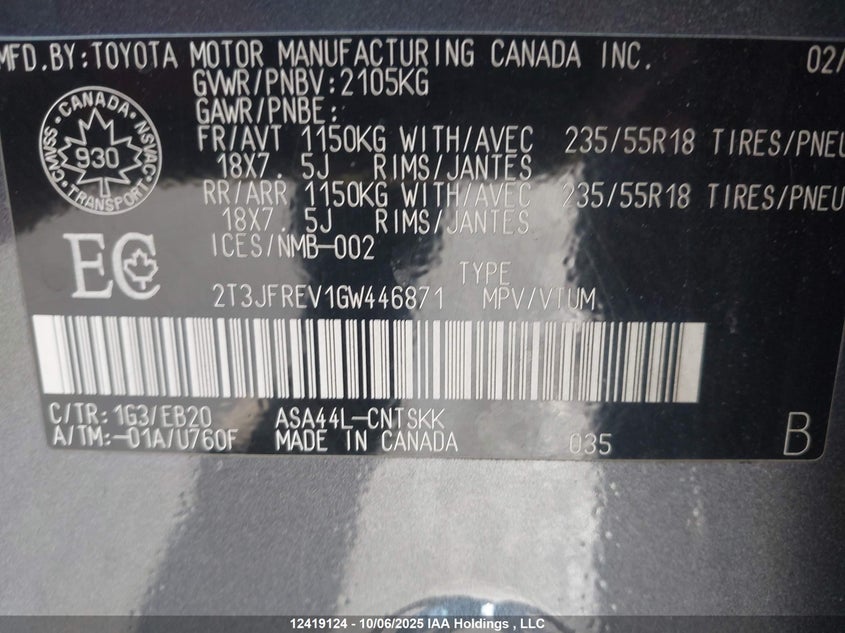 MFD.BY:TOYOTA MOTOR MANUFACTURING CANADA INC. 02/
GVWR/PNBV:2105KG
GAWR/PNBE:
FR/AVT 1150KG WITH/AVEC 235/55R18 TIRES/PNEU
18X7.5J RIMS/JANTES
RR/ARR 1150KG WITH/AVEC 235/55R18 TIRES/PNEU
18X7.5J RIMS/JANTES
ICES/NMB-002
CANADA
CMVSS NSVAC
930
TRANSPORT
EC
TYPE
2T3JFREV1GW446871 MPV/VTUM
C/TR: 1G3/EB20 ASA44L-CNTSKK
A/TM:-01A/U760F MADE IN CANADA 035 B
12419124 - 10/06/2025 IAA Holdings , LLC